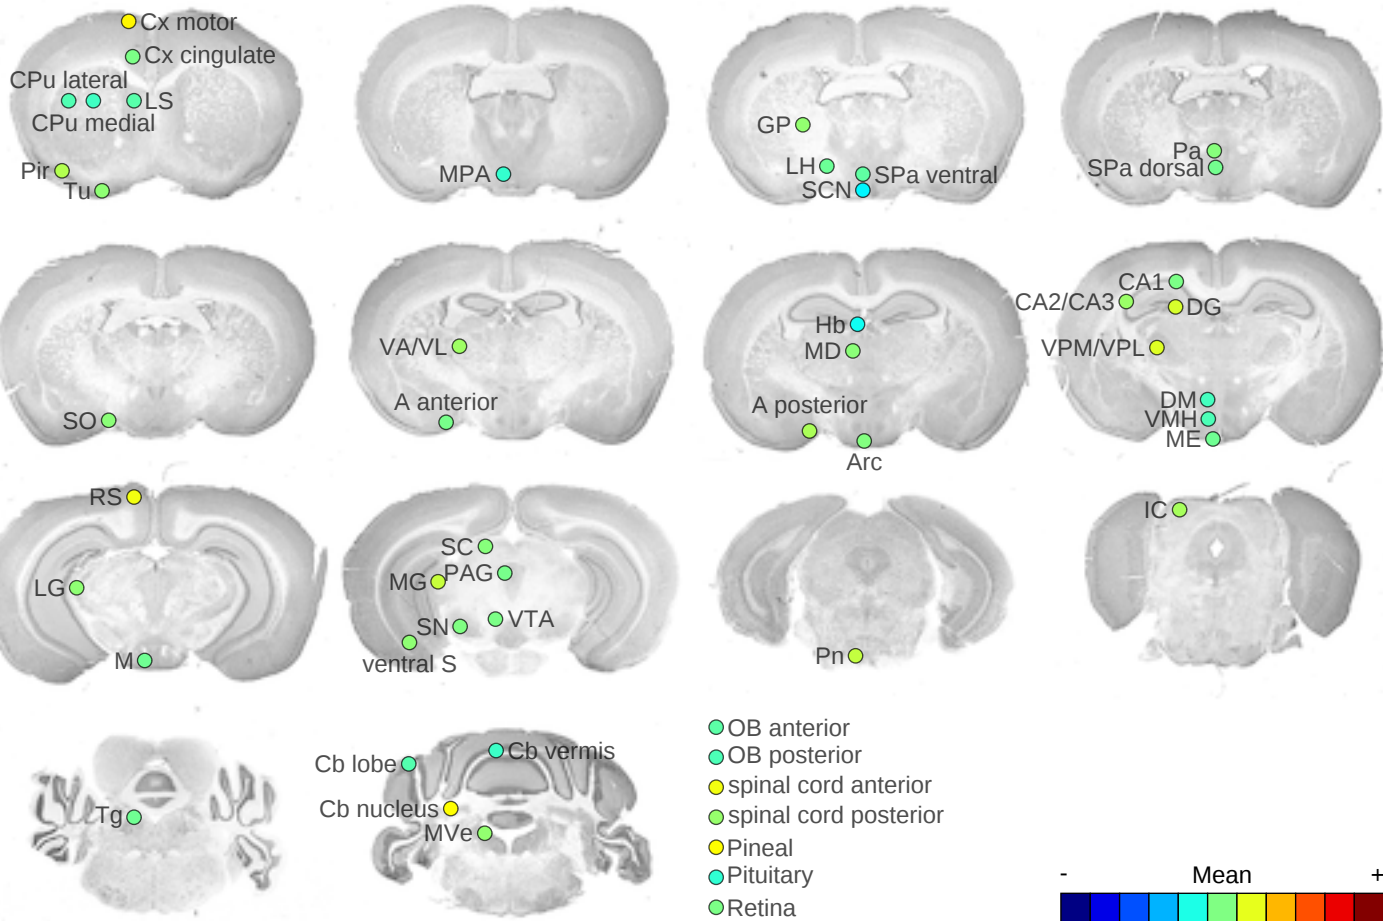 Cx motor
Cx cingulate
CPu lateral
LS
CPu medial
Pir
Tu
MPA
GP
LH
SPa ventral
SCN
Pa
SPa dorsal
SO
VA/VL
A anterior
Hb
MD
A posterior
Arc
CA1
CA2/CA3
DG
VPM/VPL
DM
VMH
ME
RS
LG
M
SC
MG
PAG
SN
VTA
ventral S
Pn
IC
Tg
Cb lobe
Cb vermis
Cb nucleus
MVe
OB anterior
OB posterior
spinal cord anterior
spinal cord posterior
Pineal
Pituitary
Retina
- Mean +